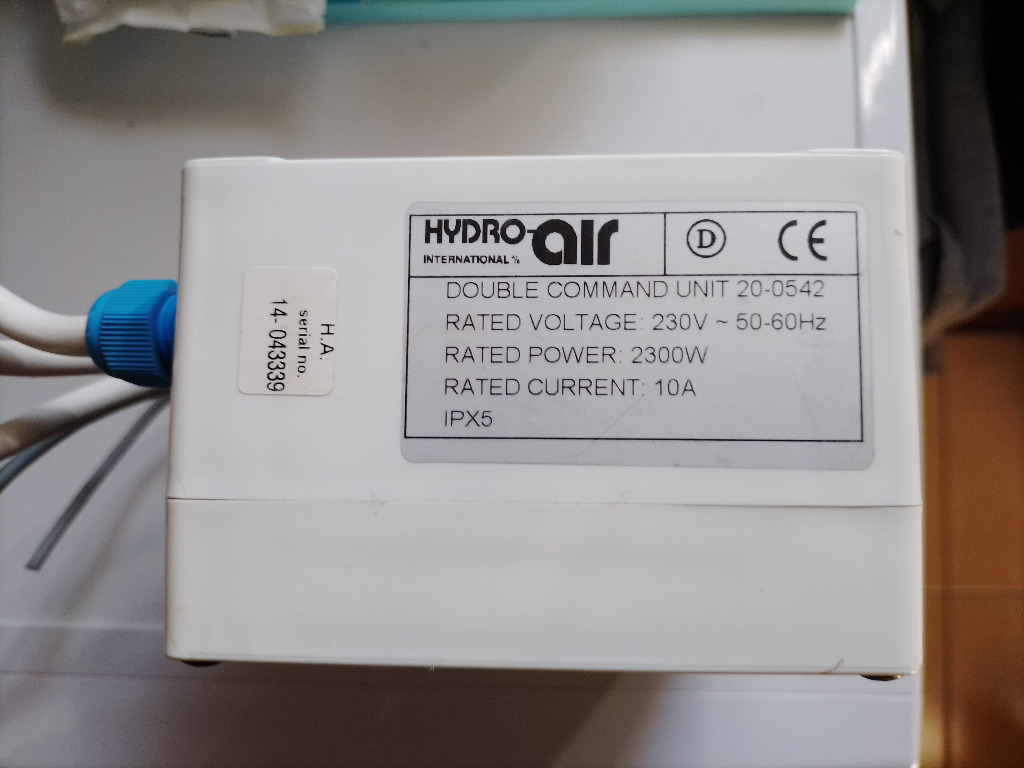 HYDRO-air
INTERNATIONAL A/S
D
CE
DOUBLE COMMAND UNIT 20-0542
RATED VOLTAGE: 230V ~ 50-60Hz
RATED POWER: 2300W
RATED CURRENT: 10A
IPX5
H.A.
serial no.
14- 043339